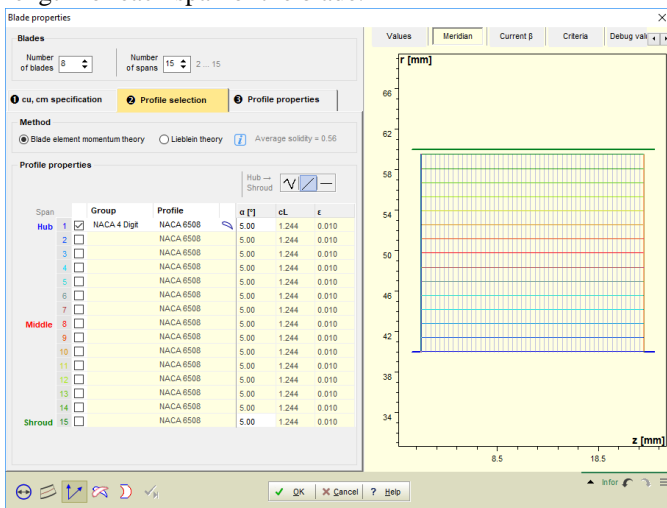 Blade properties
Blades
Number of blades 8
Number of spans 15 2 ... 15
❶ cu, cm specification
❷ Profile selection
❸ Profile properties
Method
Blade element momentum theory
Lieblein theory
Average solidity = 0.56
Profile properties
Hub → Shroud
Span Group Profile α [°] cL ε
Hub 1 NACA 4 Digit NACA 6508 5.00 1.244 0.010
2 NACA 6508 5.00 1.244 0.010
3 NACA 6508 5.00 1.244 0.010
4 NACA 6508 5.00 1.244 0.010
5 NACA 6508 5.00 1.244 0.010
6 NACA 6508 5.00 1.244 0.010
7 NACA 6508 5.00 1.244 0.010
Middle 8 NACA 6508 5.00 1.244 0.010
9 NACA 6508 5.00 1.244 0.010
10 NACA 6508 5.00 1.244 0.010
11 NACA 6508 5.00 1.244 0.010
12 NACA 6508 5.00 1.244 0.010
13 NACA 6508 5.00 1.244 0.010
14 NACA 6508 5.00 1.244 0.010
Shroud 15 NACA 6508 5.00 1.244 0.010
OK
Cancel
? Help
Values
Meridian
Current β
Criteria
Debug val
r [mm]
66
62
58
54
50
46
42
38
34
z [mm]
8.5
18.5
Infor